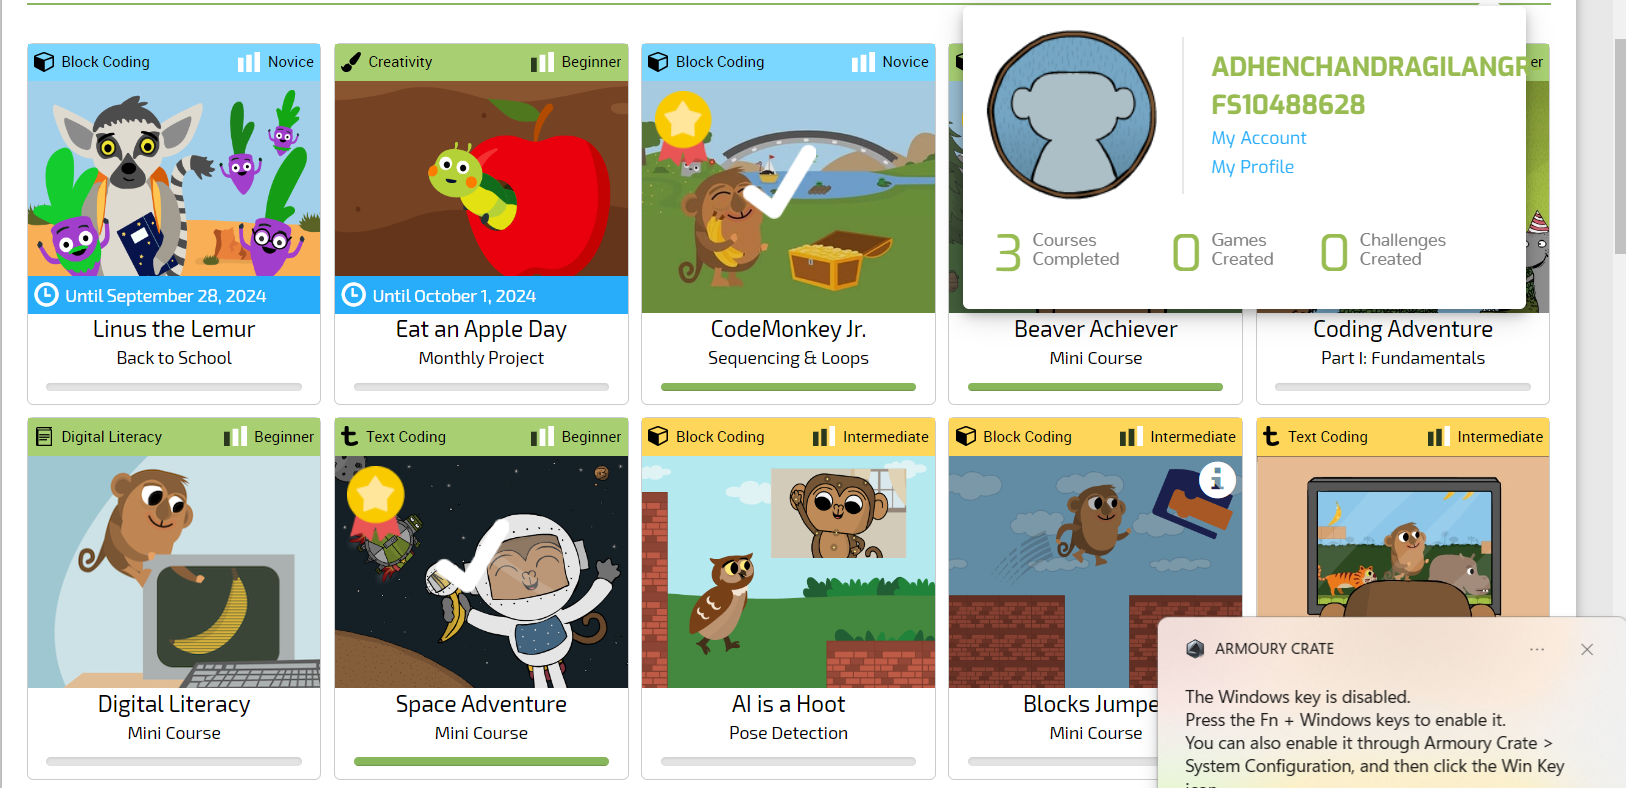 Block Coding Novice
Creativity Beginner
Block Coding Novice
er
ADHENCHANDRAGILANG
FS10488628
My Account
My Profile
3 Courses Completed
0 Games Created
0 Challenges Created
Until September 28, 2024
Until October 1, 2024
Linus the Lemur
Back to School
Eat an Apple Day
Monthly Project
CodeMonkey Jr.
Sequencing & Loops
Beaver Achiever
Mini Course
Coding Adventure
Part I: Fundamentals
Digital Literacy Beginner
Text Coding Beginner
Block Coding Intermediate
Block Coding Intermediate
Text Coding Intermediate
Digital Literacy
Mini Course
Space Adventure
Mini Course
AI is a Hoot
Pose Detection
Blocks Jumpe
Mini Course
ARMOURY CRATE
The Windows key is disabled.
Press the Fn + Windows keys to enable it.
You can also enable it through Armoury Crate >
System Configuration, and then click the Win Key